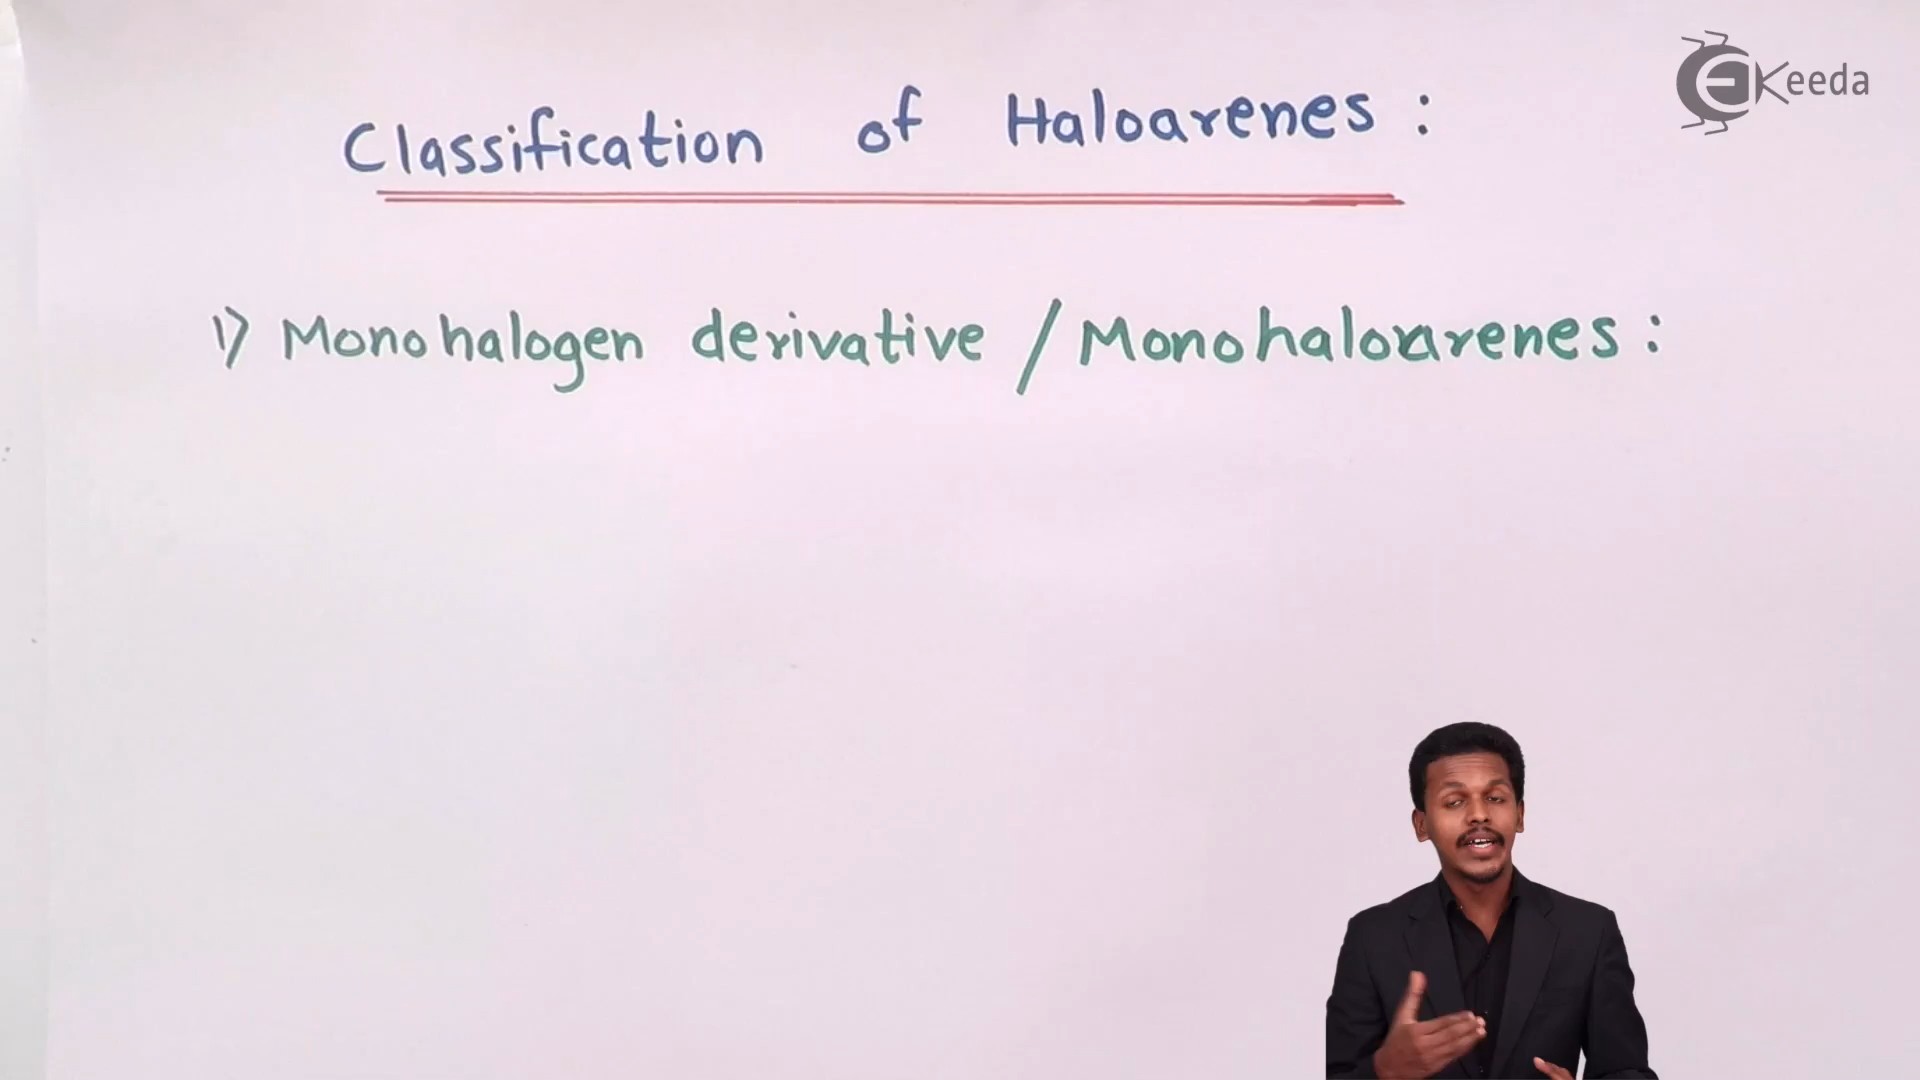 Keeda
Classification of Haloarenes :
1) Monohalogen derivative / Monohaloarenes :